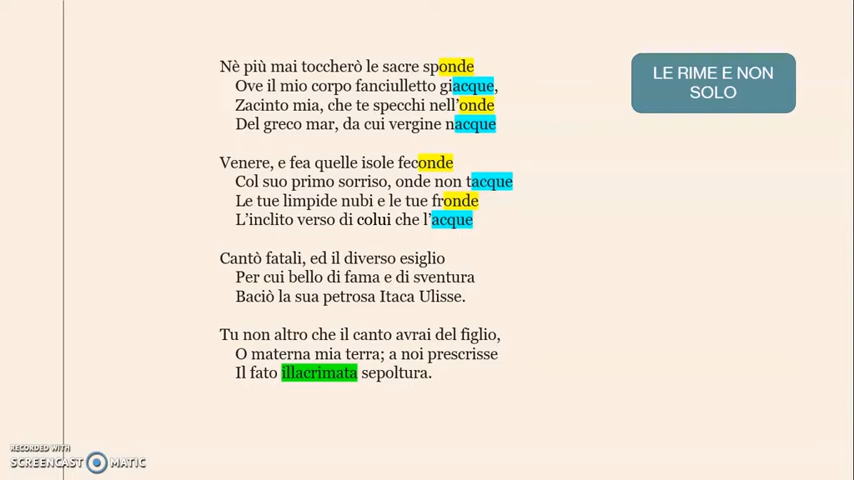 Nè più mai toccherò le sacre sponde
Ove il mio corpo fanciulletto giacque,
Zacinto mia, che te specchi nell'onde
Del greco mar, da cui vergine nacque
Venere, e fea quelle isole feconde
Col suo primo sorriso, onde non tacque
Le tue limpide nubi e le tue fronde
L'inclito verso di colui che l'acque
Cantò fatali, ed il diverso esiglio
Per cui bello di fama e di sventura
Baciò la sua petrosa Itaca Ulisse.
Tu non altro che il canto avrai del figlio,
O materna mia terra; a noi prescrisse
Il fato illacrimata sepoltura.
LE RIME E NON
SOLO
RECORDED WITH
SCREENCAST MATIC